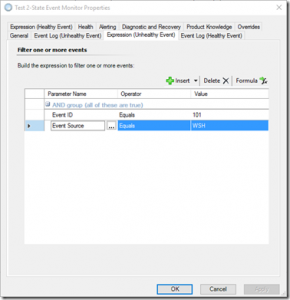 Test 2-State Event Monitor Properties
Expression (Healthy Event) Health Alerting Diagnostic and Recovery Product Knowledge Overrides
General Event Log (Unhealthy Event) Expression (Unhealthy Event) Event Log (Healthy Event)
Filter one or more events
Build the expression to filter one or more events:
Insert Delete Formula
Parameter Name Operator Value
AND group (all of these are true)
Event ID Equals 101
Event Source ... Equals WSH
OK Cancel Apply